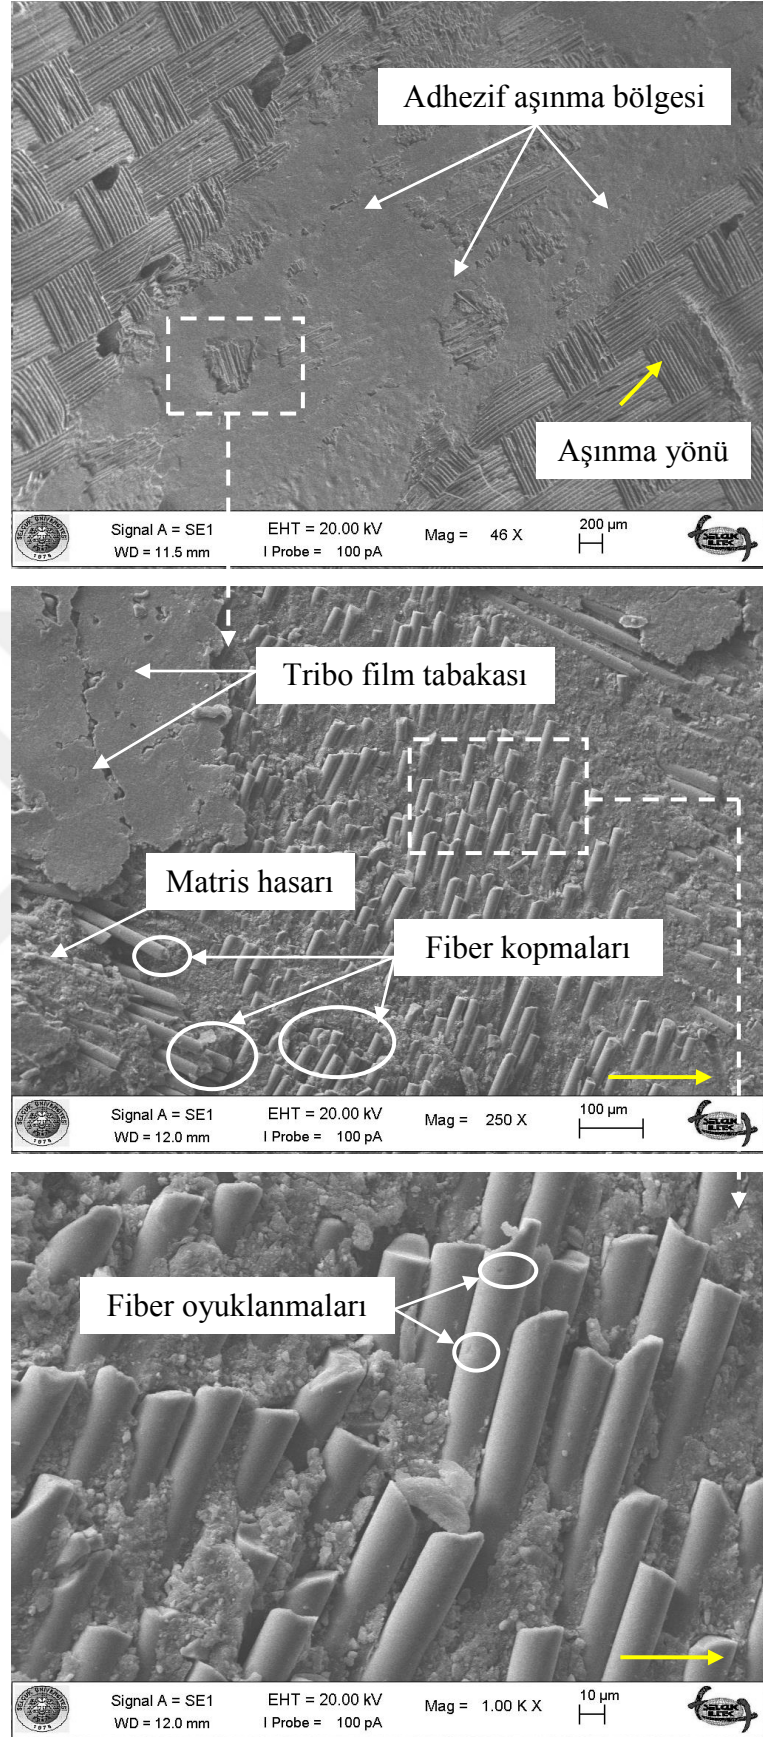 Adhezif aşınma bölgesi
Aşınma yönü
Signal A = SE1 EHT = 20.00 kV Mag = 46 X 200 µm
WD = 11.5 mm I Probe = 100 pA
Tribo film tabakası
Matris hasarı
Fiber kopmaları
Signal A = SE1 EHT = 20.00 kV Mag = 250 X 100 µm
WD = 12.0 mm I Probe = 100 pA
Fiber oyuklanmaları
Signal A = SE1 EHT = 20.00 kV Mag = 1.00 K X 10 µm
WD = 12.0 mm I Probe = 100 pA